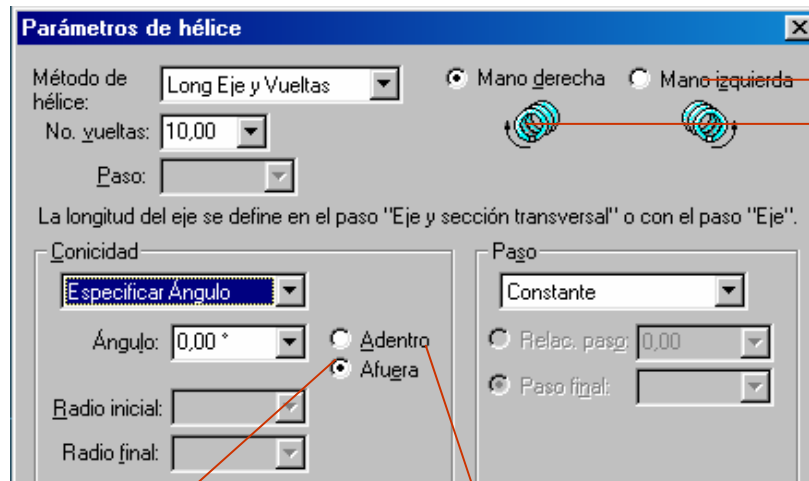 Parámetros de hélice
Método de hélice: Long Eje y Vueltas
Mano derecha Mano izquierda
No. vueltas: 10,00
Paso:
La longitud del eje se define en el paso "Eje y sección transversal" o con el paso "Eje".
Conicidad
Especificar Ángulo
Ángulo: 0,00 °
Adentro
Afuera
Radio inicial:
Radio final:
Paso
Constante
Relac. paso: 0,00
Paso final: